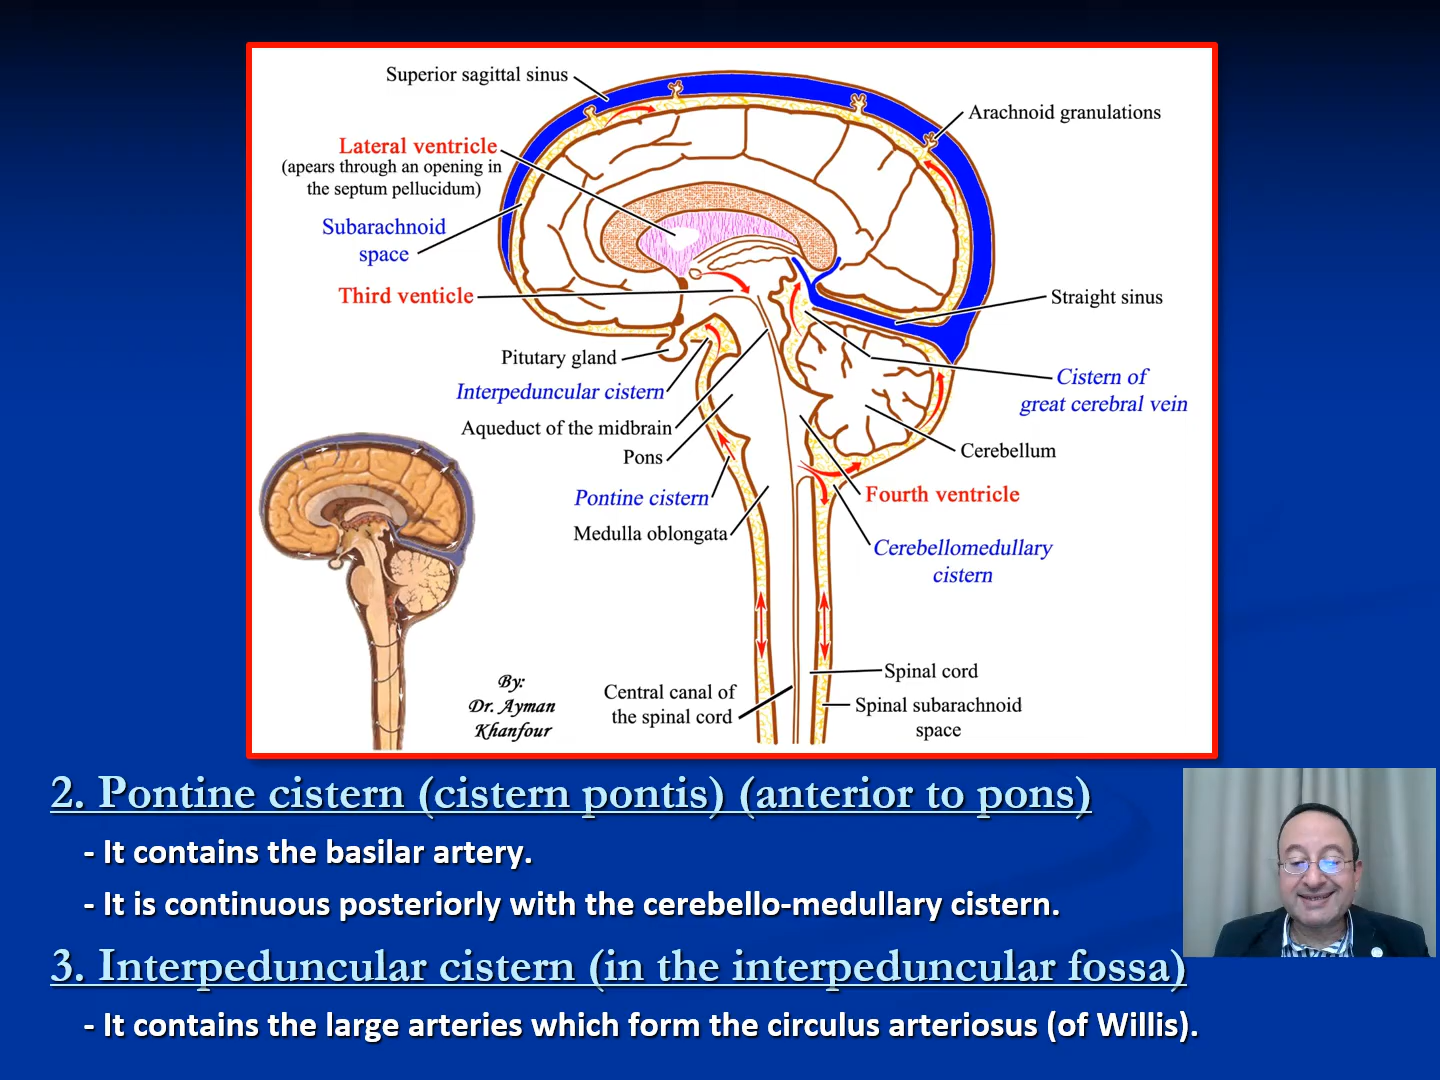 Superior sagittal sinus
Arachnoid granulations
Lateral ventricle
(apears through an opening in
the septum pellucidum)
Subarachnoid
space
Third venticle
Straight sinus
Pitutary gland
Interpeduncular cistern
Cistern of
great cerebral vein
Aqueduct of the midbrain
Cerebellum
Pons
Pontine cistern
Fourth ventricle
Medulla oblongata
Cerebellomedullary
cistern
Spinal cord
By:
Dr. Ayman
Khanfour
Central canal of
the spinal cord
Spinal subarachnoid
space
2. Pontine cistern (cistern pontis) (anterior to pons)
- It contains the basilar artery.
- It is continuous posteriorly with the cerebello-medullary cistern.
3. Interpeduncular cistern (in the interpeduncular fossa)
- It contains the large arteries which form the circulus arteriosus (of Willis).